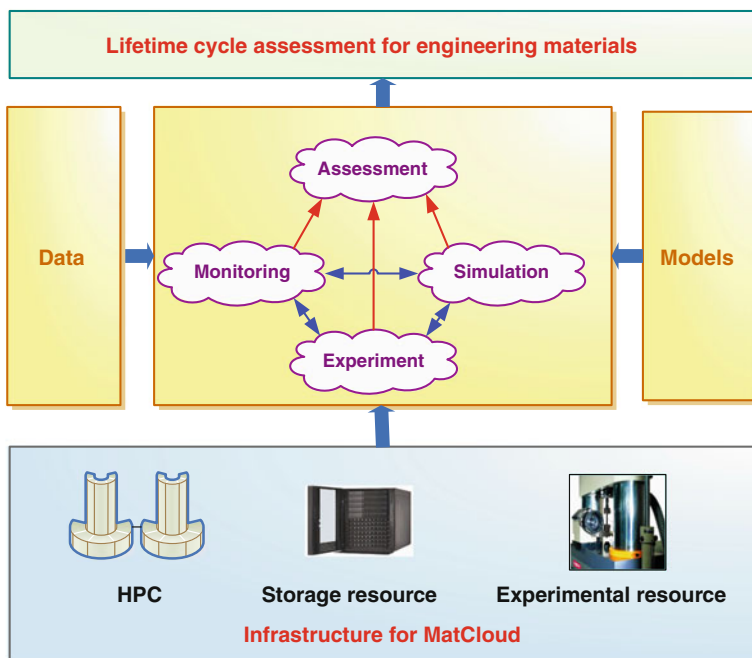 Lifetime cycle assessment for engineering materials
Assessment
Data
Monitoring
Simulation
Models
Experiment
HPC
Storage resource
Experimental resource
Infrastructure for MatCloud